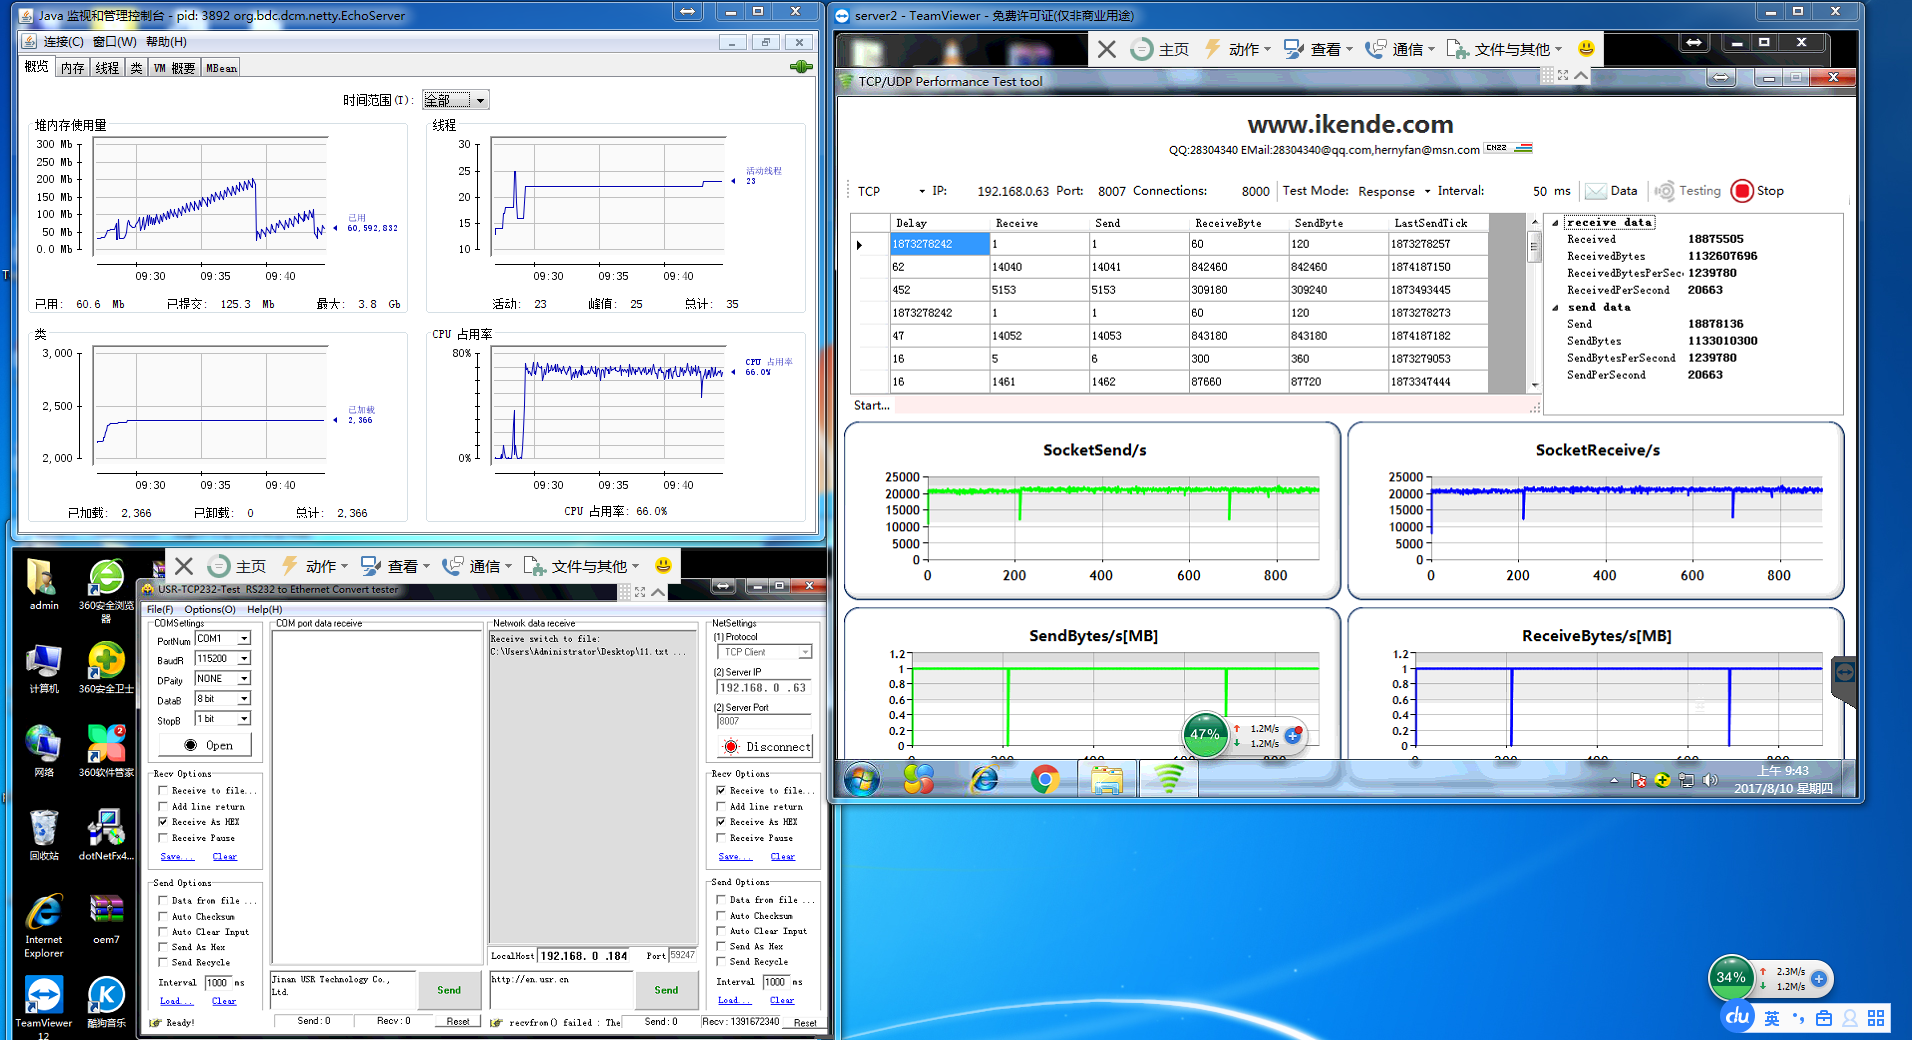 Java 监视和管理控制台 - pid: 3892 org.bdc.dcm.netty.EchoServer
连接(C) 窗口(W) 帮助(H)
概览 内存 线程 类 VM 概要 MBean
时间范围(T): 全部
堆内存使用量
300 Mb
250 Mb
200 Mb
150 Mb
100 Mb
50 Mb
0.0 Mb
已用
60,592,832
09:30 09:35 09:40
已用: 60.6 Mb 已提交: 125.3 Mb 最大: 3.8 Gb
线程
30
25
20
15
10
活动线程
23
09:30 09:35 09:40
活动: 23 峰值: 25 总计: 35
类
3,000
2,500
2,000
已加载
2,366
09:30 09:35 09:40
已加载: 2,366 已卸载: 0 总计: 2,366
CPU 占用率
80%
0%
CPU 占用率
66.0%
09:30 09:35 09:40
CPU 占用率: 66.0%
server2 - TeamViewer - 免费许可证(仅非商业用途)
主页 动作 查看 通信 文件与其他
TCP/UDP Performance Test tool
www.ikende.com
QQ:28304340 EMail:28304340@qq.com,hernyfan@msn.com CNZZ
TCP IP: 192.168.0.63 Port: 8007 Connections: 8000 Test Mode: Response Interval: 50 ms Data Testing Stop
Delay Receive Send ReceiveByte SendByte LastSendTick
1873278242 1 1 60 120 1873278257
62 14040 14041 842460 842460 1874187150
452 5153 5153 309180 309240 1873493445
1873278242 1 1 60 120 1873278273
47 14052 14053 843180 843180 1874187182
16 5 6 300 360 1873279053
16 1461 1462 87660 87720 1873347444
Start...
receive data
Received 18875505
ReceivedBytes 1132607696
ReceivedBytesPerSec 1239780
ReceivedPerSecond 20663
send data
Send 18878136
SendBytes 1133010300
SendBytesPerSecond 1239780
SendPerSecond 20663
SocketSend/s
25000
20000
15000
10000
5000
0
0 200 400 600 800
SocketReceive/s
25000
20000
15000
10000
5000
0
0 200 400 600 800
SendBytes/s[MB]
1.2
1
0.8
0.6
0.4
0.2
0
ReceiveBytes/s[MB]
1.2
1
0.8
0.6
0.4
0.2
0
47% 1.2M/s
1.2M/s
上午 9:43
2017/8/10 星期四
主页 动作 查看 通信 文件与其他
admin
360安全浏览器
计算机
360安全卫士
网络
2
360软件管家
回收站
dotNetFx4...
Internet Explorer
oem7
TeamViewer 12
酷狗音乐
USR-TCP232-Test RS232 to Ethernet Convert tester
File(F) Options(O) Help(H)
COMSettings
PortNum COM1
BaudR 115200
DPaity NONE
DataB 8 bit
StopB 1 bit
Open
Recv Options
Receive to file...
Add line return
Receive As HEX
Receive Pause
Save... Clear
Send Options
Data from file ...
Auto Checksum
Auto Clear Input
Send As Hex
Send Recycle
Interval 1000 ms
Load... Clear
COM port data receive
Network data receive
Receive switch to file:
C:\Users\Administrator\Desktop\11.txt ...
LocalHost 192.168. 0 .184 Port 59247
Jinan USR Technology Co., Ltd.
Send
http://en.usr.cn
Send
NetSettings
(1) Protocol
TCP Client
(2) Server IP
192.168. 0 .63
(2) Server Port
8007
Disconnect
Recv Options
Receive to file...
Add line return
Receive As HEX
Receive Pause
Save... Clear
Send Options
Data from file ...
Auto Checksum
Auto Clear Input
Send As Hex
Send Recycle
Interval 1000 ms
Load... Clear
Ready! Send : 0 Recv : 0 Reset
recvfrom() failed : The Send : 0 Recv : 1391672340 Reset
34% 2.3M/s
1.2M/s
du 英